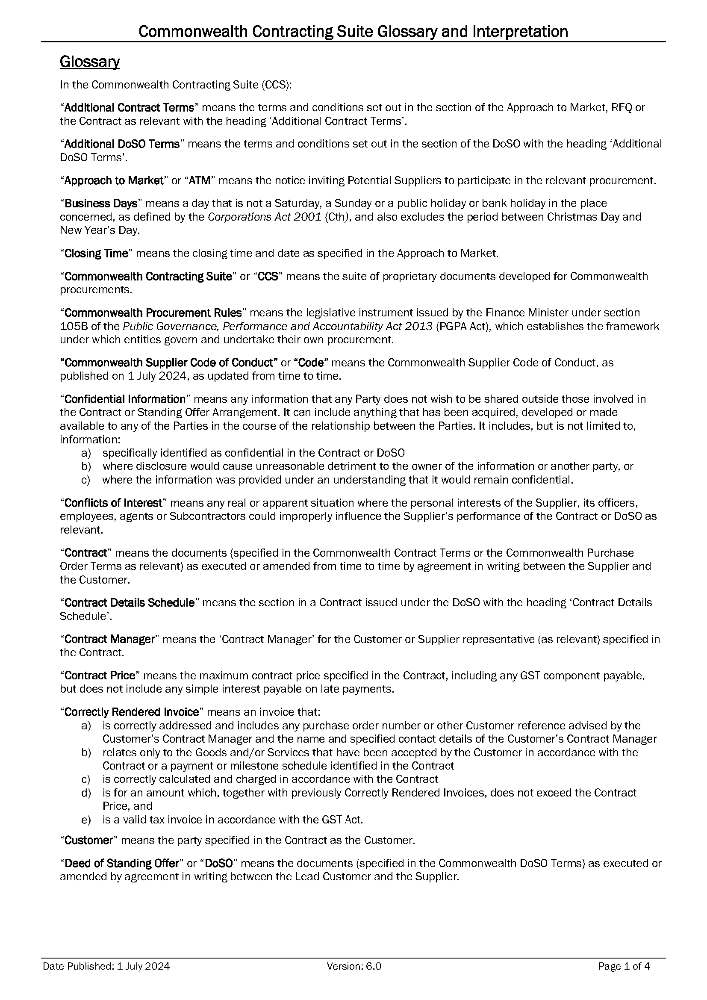 Commonwealth Contracting Suite Glossary and Interpretation
Glossary
In the Commonwealth Contracting Suite (CCS):
“Additional Contract Terms” means the terms and conditions set out in the section of the Approach to Market, RFQ or
the Contract as relevant with the heading ‘Additional Contract Terms’.
“Additional DoSO Terms” means the terms and conditions set out in the section of the DoSO with the heading ‘Additional
DoSO Terms’.
“Approach to Market” or “ATM” means the notice inviting Potential Suppliers to participate in the relevant procurement.
“Business Days” means a day that is not a Saturday, a Sunday or a public holiday or bank holiday in the place
concerned, as defined by the Corporations Act 2001 (Cth), and also excludes the period between Christmas Day and
New Year’s Day.
“Closing Time” means the closing time and date as specified in the Approach to Market.
“Commonwealth Contracting Suite” or “CCS” means the suite of proprietary documents developed for Commonwealth
procurements.
“Commonwealth Procurement Rules” means the legislative instrument issued by the Finance Minister under section
105B of the Public Governance, Performance and Accountability Act 2013 (PGPA Act), which establishes the framework
under which entities govern and undertake their own procurement.
“Commonwealth Supplier Code of Conduct” or “Code” means the Commonwealth Supplier Code of Conduct, as
published on 1 July 2024, as updated from time to time.
“Confidential Information” means any information that any Party does not wish to be shared outside those involved in
the Contract or Standing Offer Arrangement. It can include anything that has been acquired, developed or made
available to any of the Parties in the course of the relationship between the Parties. It includes, but is not limited to,
information:
a) specifically identified as confidential in the Contract or DoSO
b) where disclosure would cause unreasonable detriment to the owner of the information or another party, or
c) where the information was provided under an understanding that it would remain confidential.
“Conflicts of Interest” means any real or apparent situation where the personal interests of the Supplier, its officers,
employees, agents or Subcontractors could improperly influence the Supplier’s performance of the Contract or DoSO as
relevant.
“Contract” means the documents (specified in the Commonwealth Contract Terms or the Commonwealth Purchase
Order Terms as relevant) as executed or amended from time to time by agreement in writing between the Supplier and
the Customer.
“Contract Details Schedule” means the section in a Contract issued under the DoSO with the heading ‘Contract Details
Schedule’.
“Contract Manager” means the ‘Contract Manager’ for the Customer or Supplier representative (as relevant) specified in
the Contract.
“Contract Price” means the maximum contract price specified in the Contract, including any GST component payable,
but does not include any simple interest payable on late payments.
“Correctly Rendered Invoice” means an invoice that:
a) is correctly addressed and includes any purchase order number or other Customer reference advised by the
Customer’s Contract Manager and the name and specified contact details of the Customer’s Contract Manager
b) relates only to the Goods and/or Services that have been accepted by the Customer in accordance with the
Contract or a payment or milestone schedule identified in the Contract
c) is correctly calculated and charged in accordance with the Contract
d) is for an amount which, together with previously Correctly Rendered Invoices, does not exceed the Contract
Price, and
e) is a valid tax invoice in accordance with the GST Act.
“Customer” means the party specified in the Contract as the Customer.
“Deed of Standing Offer” or “DoSO” means the documents (specified in the Commonwealth DoSO Terms) as executed or
amended by agreement in writing between the Lead Customer and the Supplier.
Date Published: 1 July 2024 Version: 6.0 Page 1 of 4